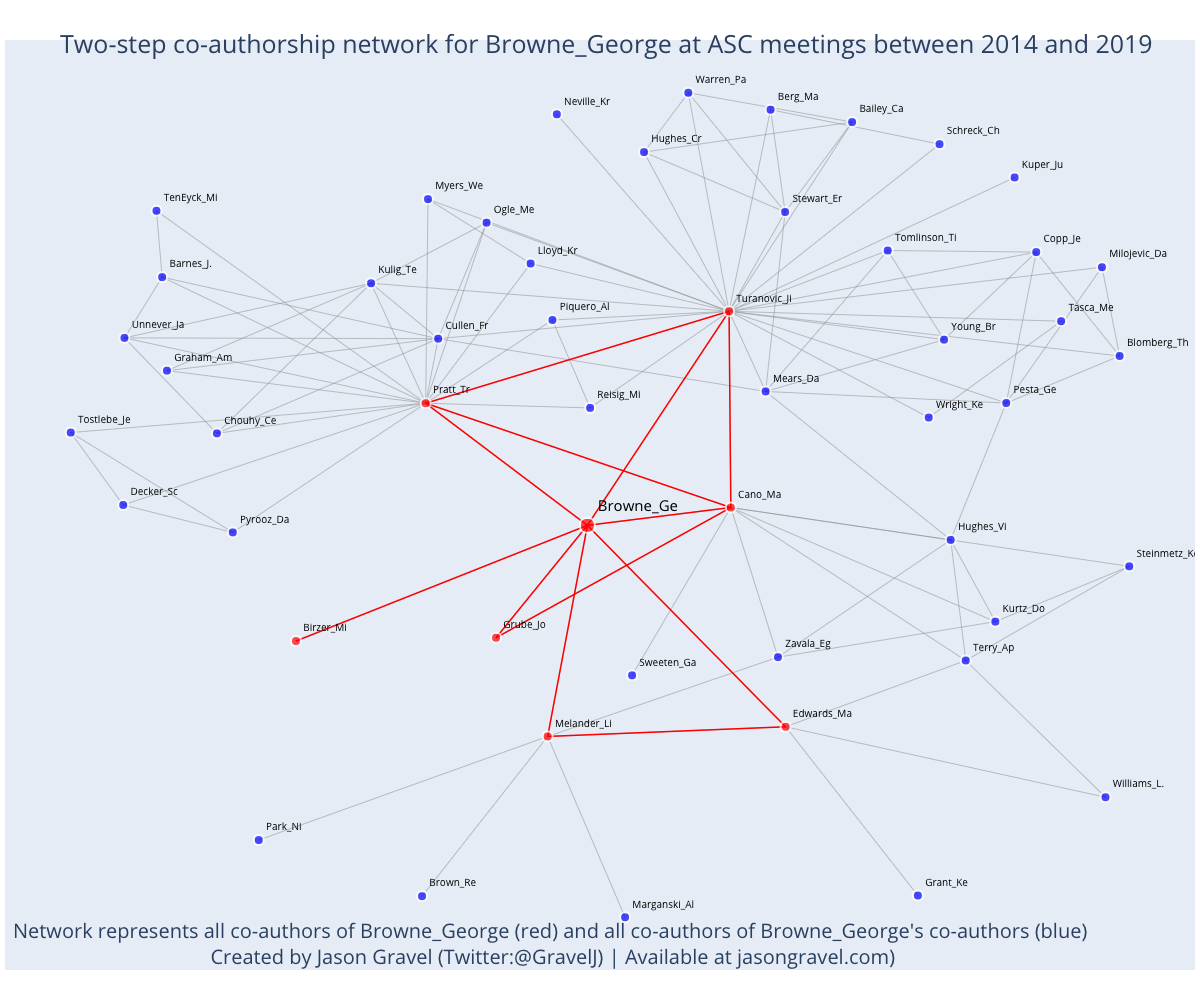 Two-step co-authorship network for Browne_George at ASC meetings between 2014 and 2019
Warren_Pa
Neville_Kr
Berg_Ma
Bailey_Ca
Schreck_Ch
Hughes_Cr
Kuper_Ju
Myers_We
TenEyck_Mi
Stewart_Er
Ogle_Me
Tomlinson_Ti
Copp_Je
Lloyd_Kr
Milojevic_Da
Barnes_J.
Kulig_Te
Turanovic_Ji
Piquero_Al
Tasca_Me
Unnever_Ja
Cullen_Fr
Young_Br
Blomberg_Th
Graham_Am
Mears_Da
Pratt_Tr
Pesta_Ge
Reisig_Mi
Wright_Ke
Tostlebe_Je
Chouhy_Ce
Decker_Sc
Cano_Ma
Browne_Ge
Pyrooz_Da
Hughes_Vi
Steinmetz_Ke
Kurtz_Do
Birzer_Mi
Grube_Jo
Zavala_Eg
Terry_Ap
Sweeten_Ga
Melander_Li
Edwards_Ma
Williams_L.
Park_Ni
Brown_Re
Grant_Ke
Marganski_Al
Network represents all co-authors of Browne_George (red) and all co-authors of Browne_George's co-authors (blue)
Created by Jason Gravel (Twitter:@GravelJ) | Available at jasongravel.com)